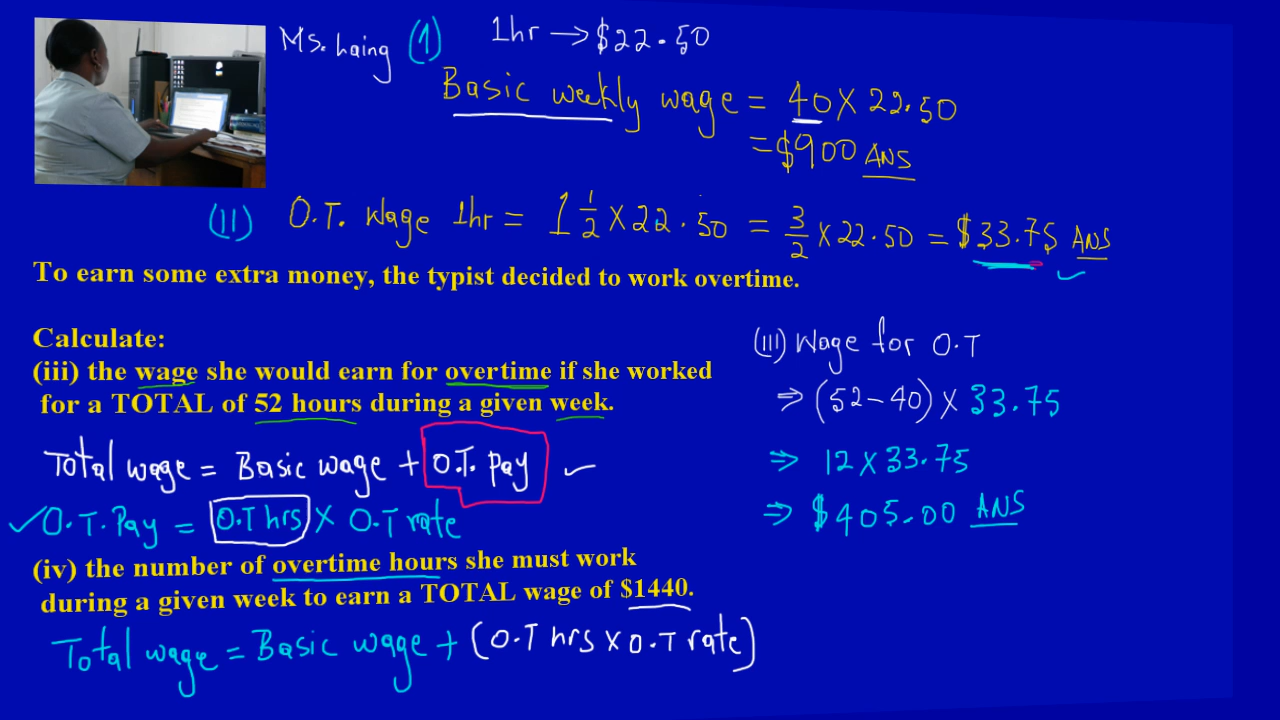 Ms. haing (1) 1hr → $22.50
Basic weekly wage = 40 X 22.50
= $900 ANS
(11) O.T. Wage 1hr = 1 1/2 X 22.50 = 3/2 X 22.50 = $33.75 ANS
To earn some extra money, the typist decided to work overtime.
Calculate:
(iii) the wage she would earn for overtime if she worked
for a TOTAL of 52 hours during a given week.
Total wage = Basic wage + O.T. Pay
O.T. Pay = O.T hrs X O.T rate
(iv) the number of overtime hours she must work
during a given week to earn a TOTAL wage of $1440.
Total wage = Basic wage + (O.T hrs X O.T rate)
(111) Wage for O.T
⇒ (52-40) X 33.75
⇒ 12 X 33.75
⇒ $405.00 ANS